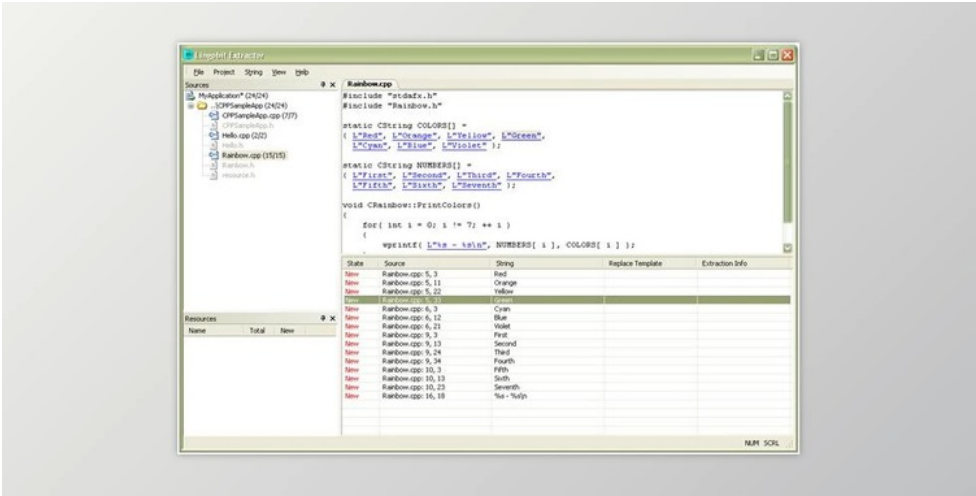 Lingobit Extractor
File Project String View Help
Sources
MyApplication* (24/24)
..\CPPSampleApp (24/24)
CPPSampleApp.cpp (7/7)
CPPSampleApp.h
Hello.cpp (2/2)
Hello.h
Rainbow.cpp (15/15)
Rainbow.h
resource.h
Resources
Name Total New
Rainbow.cpp
#include "stdafx.h"
#include "Rainbow.h"
static CString COLORS[] =
{ L"Red", L"Orange", L"Yellow", L"Green",
L"Cyan", L"Blue", L"Violet" };
static CString NUMBERS[] =
{ L"First", L"Second", L"Third", L"Fourth",
L"Fifth", L"Sixth", L"Seventh" };
void CRainbow::PrintColors()
{
for( int i = 0; i != 7; ++ i )
{
wprintf( L"%s - %s\n", NUMBERS[ i ], COLORS[ i ] );
State Source String Replace Template Extraction Info
New Rainbow.cpp: 5, 3 Red
New Rainbow.cpp: 5, 11 Orange
New Rainbow.cpp: 5, 22 Yellow
New Rainbow.cpp: 5, 33 Green
New Rainbow.cpp: 6, 3 Cyan
New Rainbow.cpp: 6, 12 Blue
New Rainbow.cpp: 6, 21 Violet
New Rainbow.cpp: 9, 3 First
New Rainbow.cpp: 9, 13 Second
New Rainbow.cpp: 9, 24 Third
New Rainbow.cpp: 9, 34 Fourth
New Rainbow.cpp: 10, 3 Fifth
New Rainbow.cpp: 10, 13 Sixth
New Rainbow.cpp: 10, 23 Seventh
New Rainbow.cpp: 16, 18 %s - %s\n
NUM SCRL